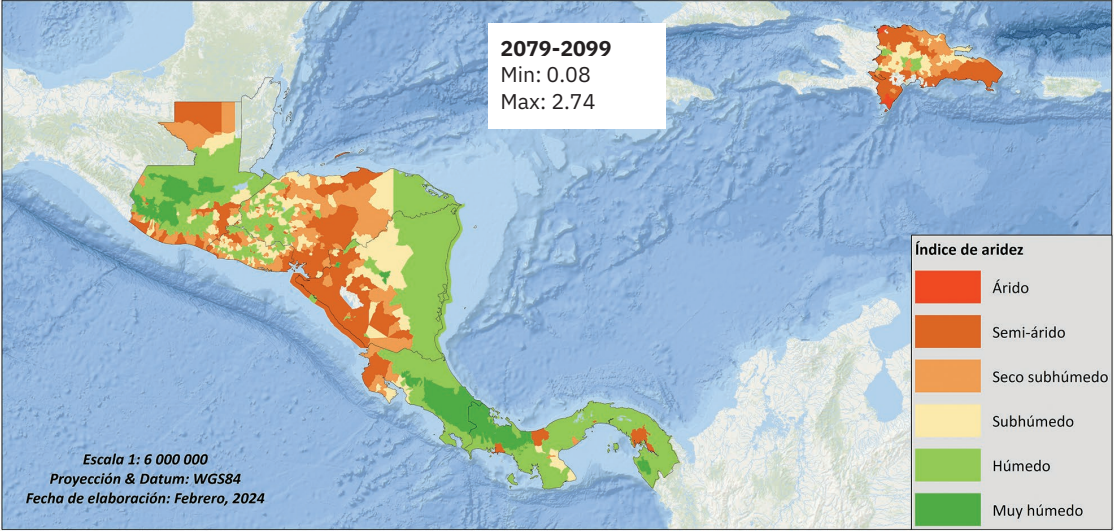 2079-2099
Min: 0.08
Max: 2.74
Índice de aridez
Árido
Semi-árido
Seco subhúmedo
Subhúmedo
Húmedo
Muy húmedo
Escala 1: 6 000 000
Proyección & Datum: WGS84
Fecha de elaboración: Febrero, 2024